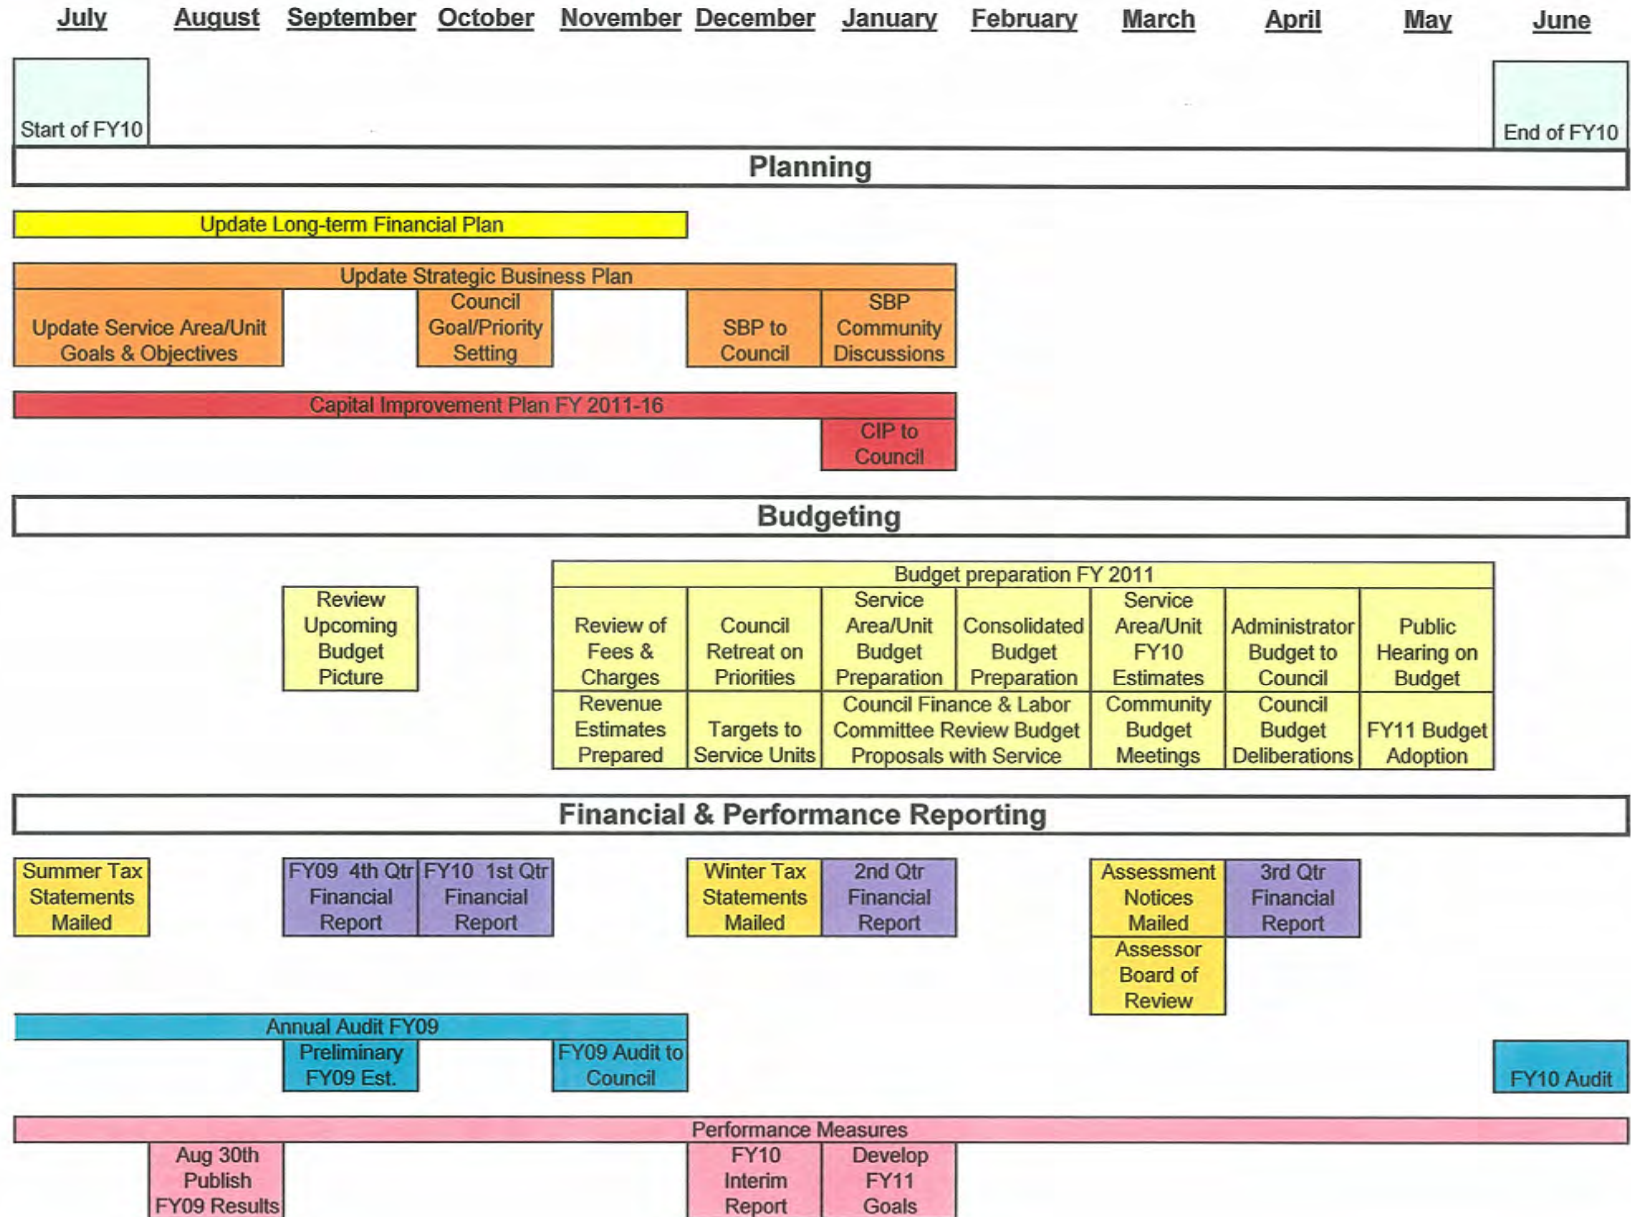 July August September October November December January February March April May June
Start of FY10
End of FY10
Planning
Update Long-term Financial Plan
Update Strategic Business Plan
Update Service Area/Unit
Goals & Objectives
Council
Goal/Priority
Setting
SBP to
Council
SBP
Community
Discussions
Capital Improvement Plan FY 2011-16
CIP to
Council
Budgeting
Budget preparation FY 2011
Review
Upcoming
Budget
Picture
Review of
Fees &
Charges
Council
Retreat on
Priorities
Service
Area/Unit
Budget
Preparation
Consolidated
Budget
Preparation
Service
Area/Unit
FY10
Estimates
Administrator
Budget to
Council
Public
Hearing on
Budget
Revenue
Estimates
Prepared
Targets to
Service Units
Council Finance & Labor
Committee Review Budget
Proposals with Service
Community
Budget
Meetings
Council
Budget
Deliberations
FY11 Budget
Adoption
Financial & Performance Reporting
Summer Tax
Statements
Mailed
FY09 4th Qtr
Financial
Report
FY10 1st Qtr
Financial
Report
Winter Tax
Statements
Mailed
2nd Qtr
Financial
Report
Assessment
Notices
Mailed
3rd Qtr
Financial
Report
Assessor
Board of
Review
Annual Audit FY09
Preliminary
FY09 Est.
FY09 Audit to
Council
FY10 Audit
Performance Measures
Aug 30th
Publish
FY09 Results
FY10
Interim
Report
Develop
FY11
Goals